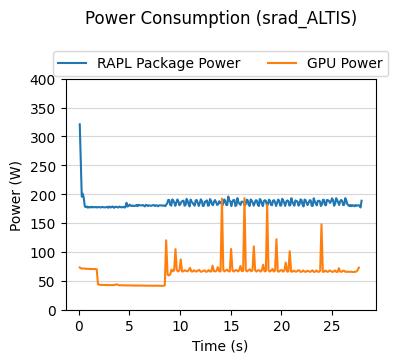 Power Consumption (srad_ALTIS)
RAPL Package Power GPU Power
400
350
300
250
200
150
100
50
0
Power (W)
0 5 10 15 20 25
Time (s)